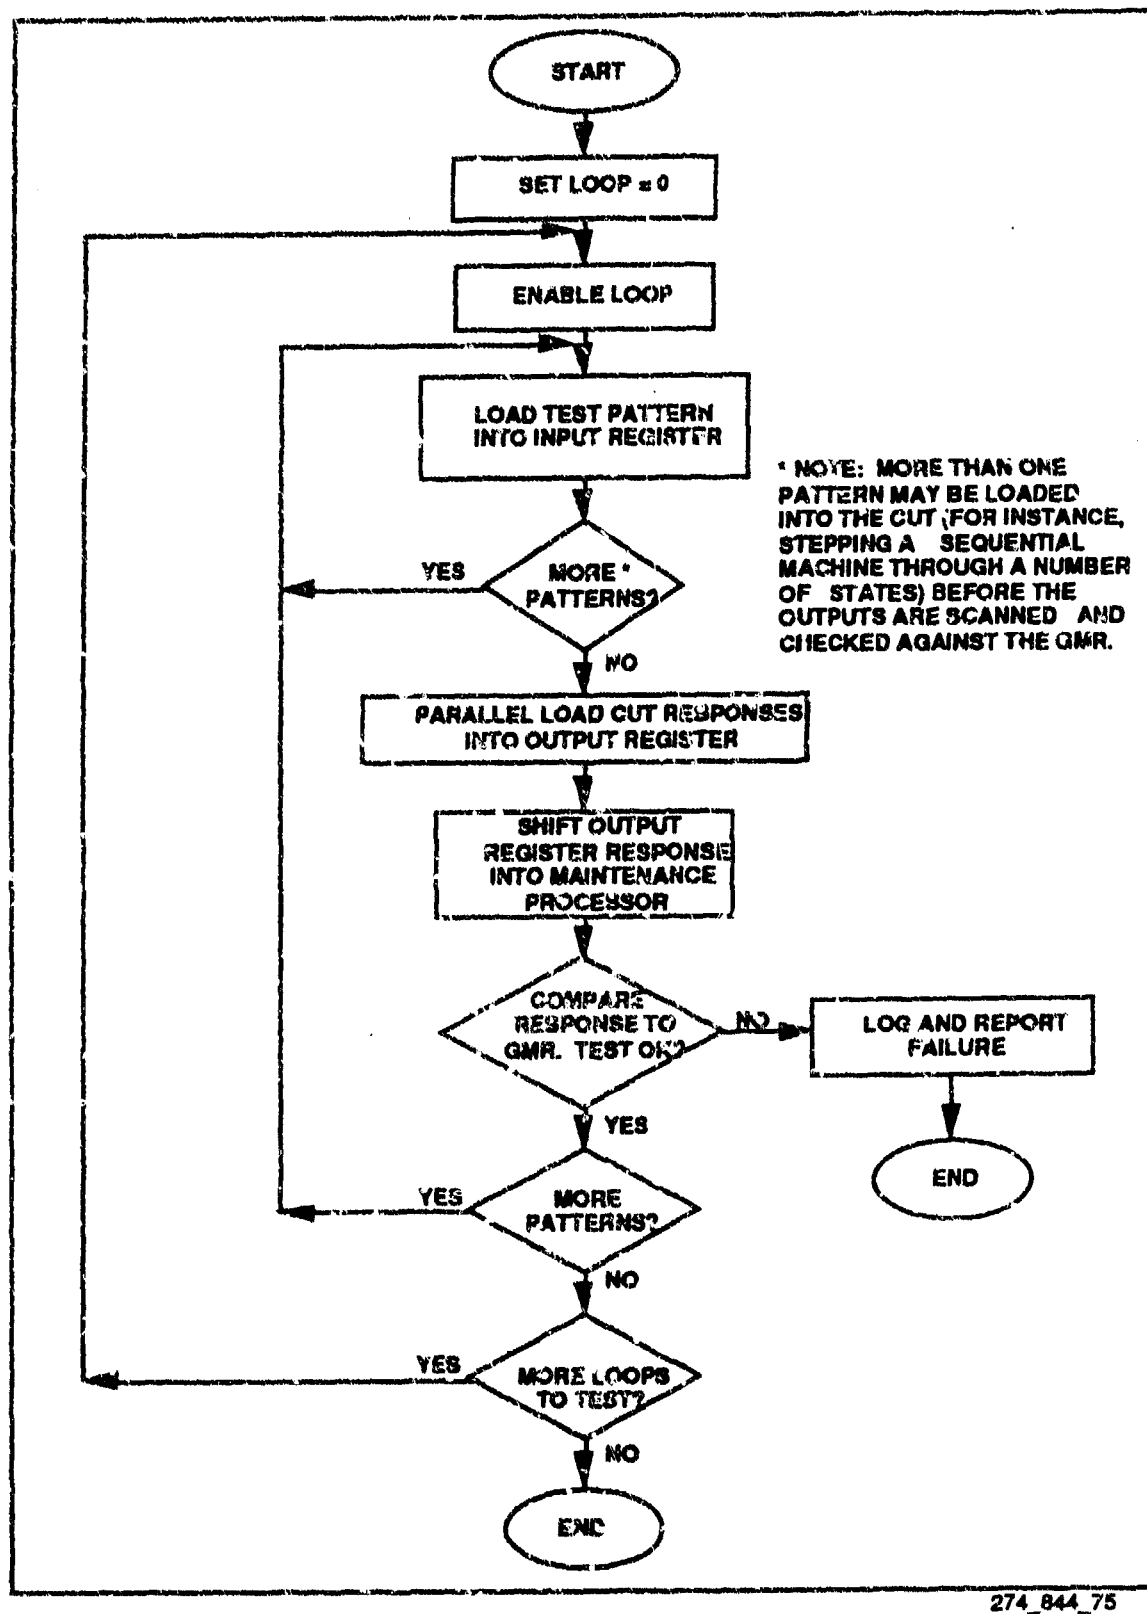 START
SET LOOP = 0
ENABLE LOOP
LOAD TEST PATTERN
INTO INPUT REGISTER
* NOTE: MORE THAN ONE
PATTERN MAY BE LOADED
INTO THE CUT (FOR INSTANCE,
STEPPING A SEQUENTIAL
MACHINE THROUGH A NUMBER
OF STATES) BEFORE THE
OUTPUTS ARE SCANNED AND
CHECKED AGAINST THE GMR.
YES
MORE *
PATTERNS?
NO
PARALLEL LOAD CUT RESPONSES
INTO OUTPUT REGISTER
SHIFT OUTPUT
REGISTER RESPONSE
INTO MAINTENANCE
PROCESSOR
COMPARE
RESPONSE TO
GMR. TEST OK?
NO
LOG AND REPORT
FAILURE
YES
END
YES
MORE
PATTERNS?
NO
YES
MORE LOOPS
TO TEST?
NO
END
274_844_75